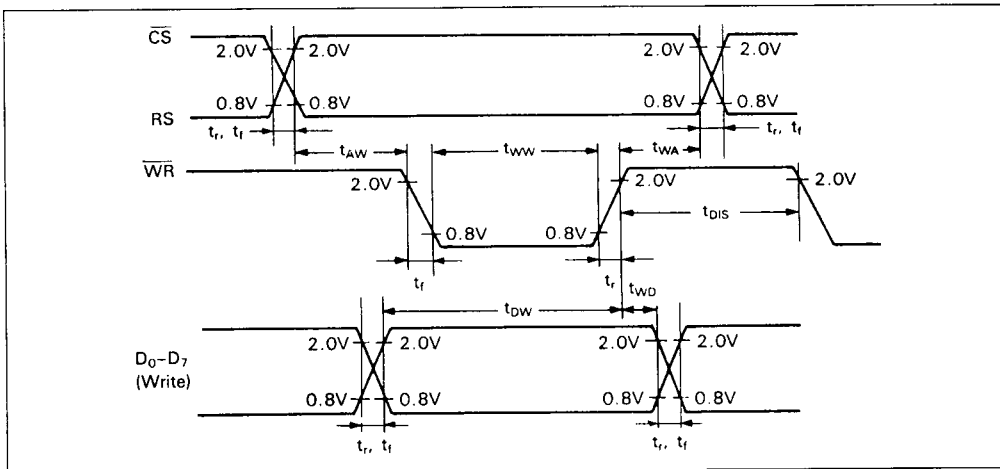 C̅S̅ 2.0V 2.0V 2.0V 2.0V
RS 0.8V 0.8V 0.8V 0.8V
tr, tf tr, tf
tAW tWW tWA
W̅R̅ 2.0V 2.0V 2.0V
tDIS
0.8V 0.8V
tf tr tWD
tDW
2.0V 2.0V 2.0V 2.0V
D0–D7
(Write)
0.8V 0.8V 0.8V 0.8V
tr, tf tr, tf